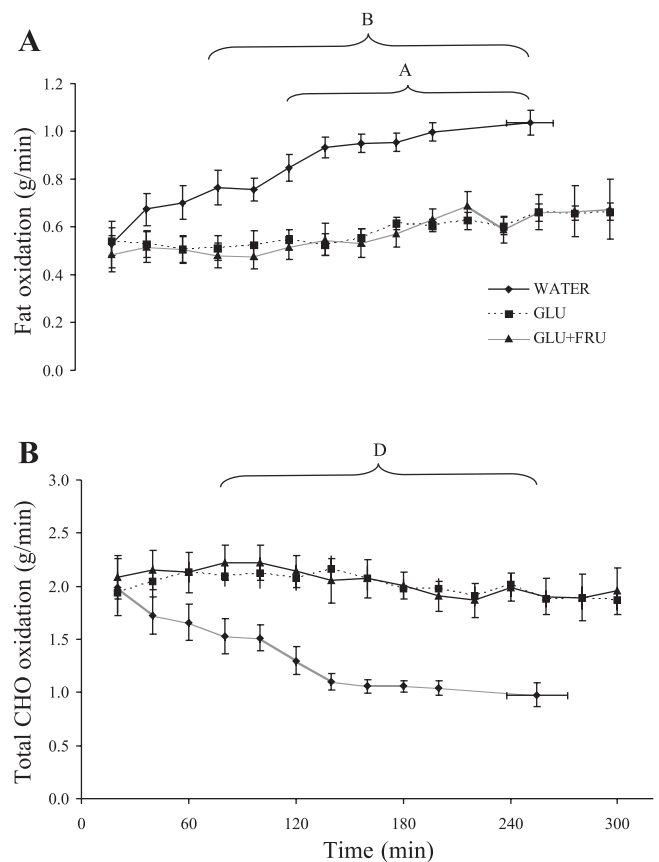 A
B
A
1.2
1.0
0.8
0.6
0.4
0.2
0.0
Fat oxidation (g/min)
WATER
GLU
GLU+FRU
B
D
3.0
2.5
2.0
1.5
1.0
0.5
0.0
Total CHO oxidation (g/min)
0 60 120 180 240 300
Time (min)